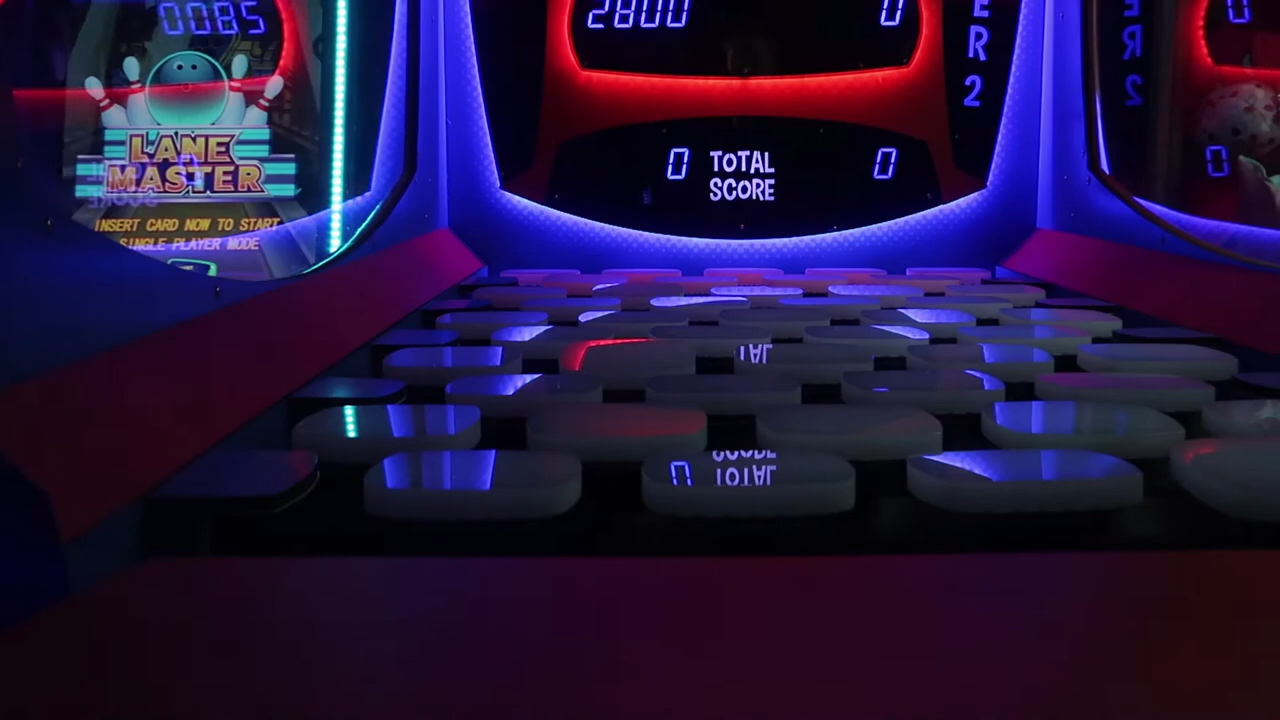 0085
LANE
MASTER
INSERT CARD NOW TO START
SINGLE PLAYER MODE
2800 0
ER 2
0 TOTAL 0
SCORE
0
0